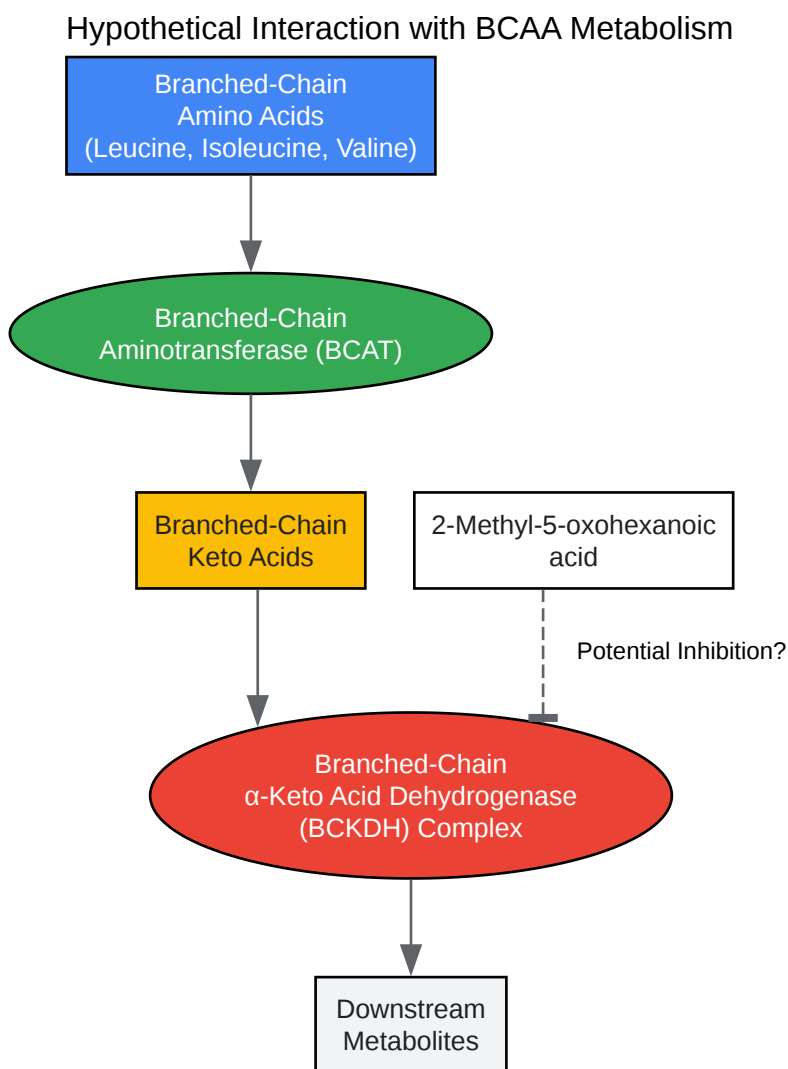 Hypothetical Interaction with BCAA Metabolism
Branched-Chain
Amino Acids
(Leucine, Isoleucine, Valine)
Branched-Chain
Aminotransferase (BCAT)
Branched-Chain
Keto Acids
2-Methyl-5-oxohexanoic
acid
Potential Inhibition?
Branched-Chain
α-Keto Acid Dehydrogenase
(BCKDH) Complex
Downstream
Metabolites